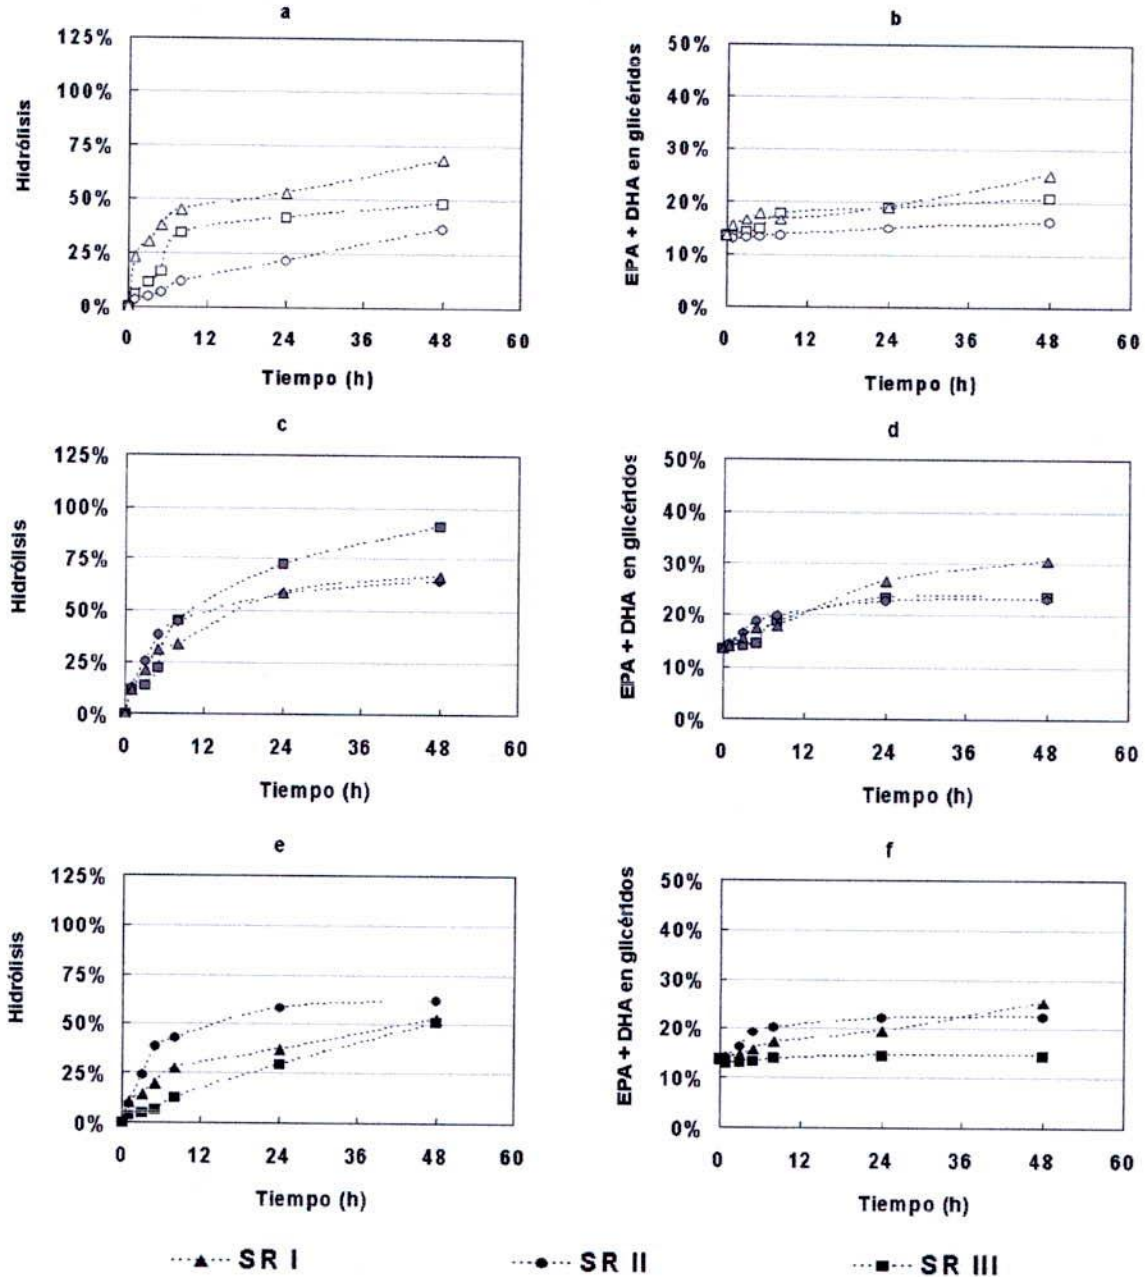 a
Hidrólisis
125%
100%
75%
50%
25%
0%
0 12 24 36 48 60
Tiempo (h)
b
EPA + DHA en glicéridos
50%
40%
30%
20%
10%
0%
0 12 24 36 48 60
Tiempo (h)
c
Hidrólisis
125%
100%
75%
50%
25%
0%
0 12 24 36 48 60
Tiempo (h)
d
EPA + DHA en glicéridos
50%
40%
30%
20%
10%
0%
0 12 24 36 48 60
Tiempo (h)
e
Hidrólisis
125%
100%
75%
50%
25%
0%
0 12 24 36 48 60
Tiempo (h)
f
EPA + DHA en glicéridos
50%
40%
30%
20%
10%
0%
0 12 24 36 48 60
Tiempo (h)
SR I SR II SR III